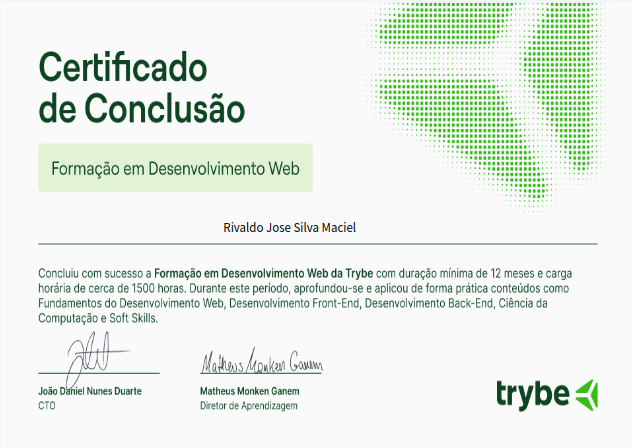 Certificado
de Conclusão
Formação em Desenvolvimento Web
Rivaldo Jose Silva Maciel
Concluiu com sucesso a Formação em Desenvolvimento Web da Trybe com duração mínima de 12 meses e carga
horária de cerca de 1500 horas. Durante este período, aprofundou-se e aplicou de forma prática conteúdos como
Fundamentos do Desenvolvimento Web, Desenvolvimento Front-End, Desenvolvimento Back-End, Ciência da
Computação e Soft Skills.
Matheus Monken Ganem
João Daniel Nunes Duarte
CTO
Matheus Monken Ganem
Diretor de Aprendizagem
trybe